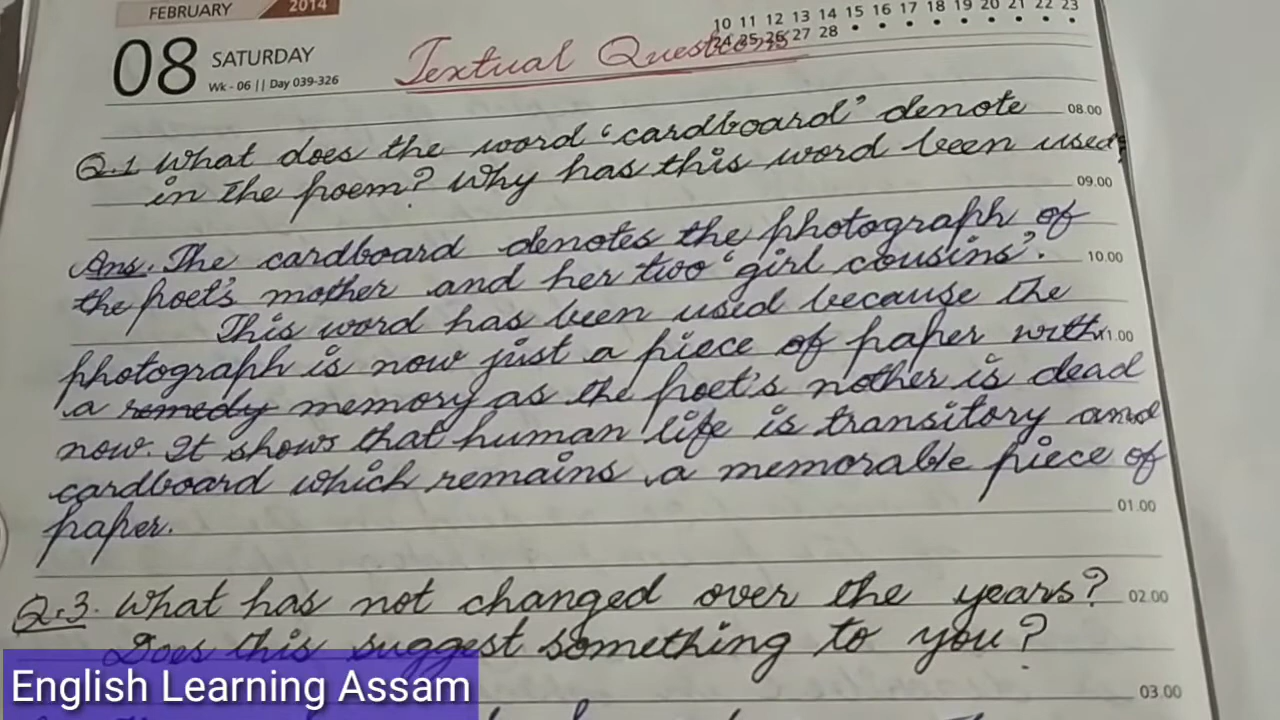 FEBRUARY 2014
08 SATURDAY
Wk - 06 || Day 039-326
10 11 12 13 14 15 16 17 18 19 20 21 22 23
24 25 26 27 28 • • • • • • • • •
Textual Questions
08.00
Q.1 What does the word 'cardboard' denote
in the poem? Why has this word been used?
09.00
Ans. The cardboard denotes the photograph of
10.00
the poet's mother and her two 'girl cousins'.
This word has been used because the
photograph is now just a piece of paper with
11.00
a remedy memory as the poet's nother is dead
now. It shows that human life is transitory and
cardboard which remains a memorable piece of
01.00
paper.
Q.3. What has not changed over the years?
02.00
Does this suggest something to you?
03.00
English Learning Assam